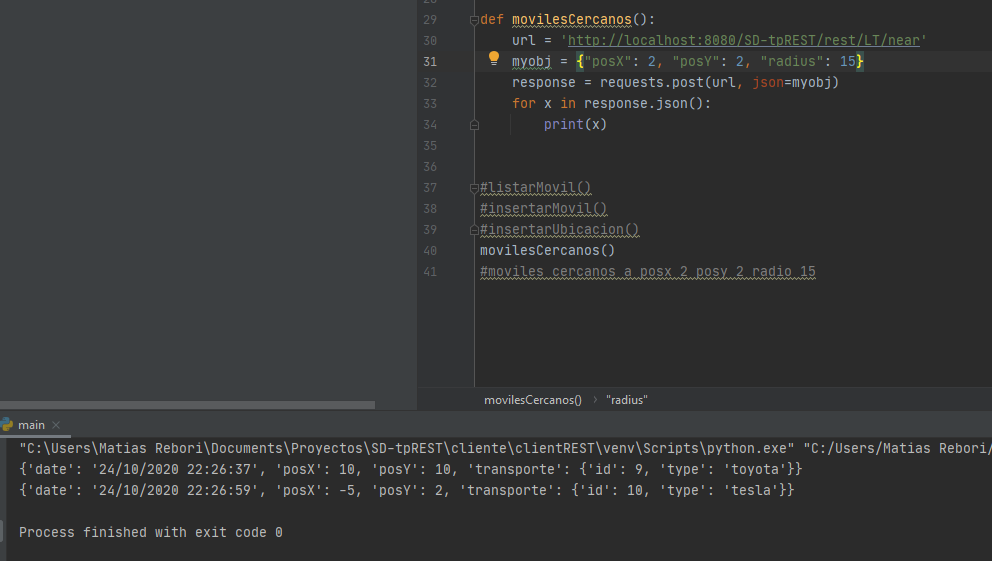 28
29 def movilesCercanos():
30     url = 'http://localhost:8080/SD-tpREST/rest/LT/near'
31     myobj = {"posX": 2, "posY": 2, "radius": 15}
32     response = requests.post(url, json=myobj)
33     for x in response.json():
34         print(x)
35
36
37 #listarMovil()
38 #insertarMovil()
39 #insertarUbicacion()
40 movilesCercanos()
41 #moviles cercanos a posx 2 posy 2 radio 15
movilesCercanos() › "radius"
main ×
"C:\Users\Matias Rebori\Documents\Proyectos\SD-tpREST\cliente\clientREST\venv\Scripts\python.exe" "C:/Users/Matias Rebori/
{'date': '24/10/2020 22:26:37', 'posX': 10, 'posY': 10, 'transporte': {'id': 9, 'type': 'toyota'}}
{'date': '24/10/2020 22:26:59', 'posX': -5, 'posY': 2, 'transporte': {'id': 10, 'type': 'tesla'}}
Process finished with exit code 0